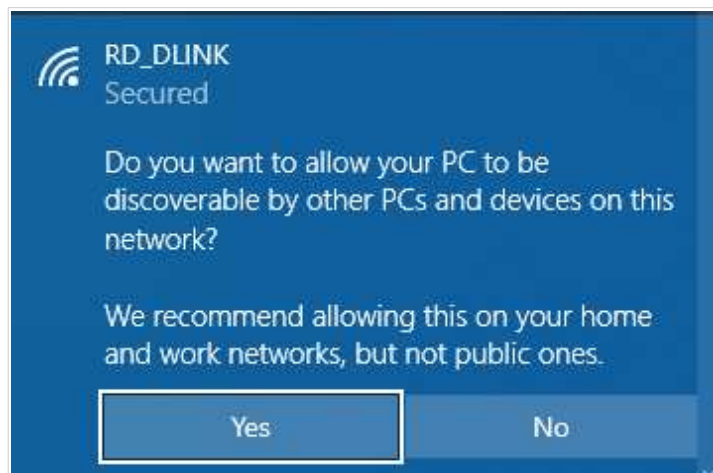 RD_DLINK
Secured
Do you want to allow your PC to be
discoverable by other PCs and devices on this
network?
We recommend allowing this on your home
and work networks, but not public ones.
Yes
No